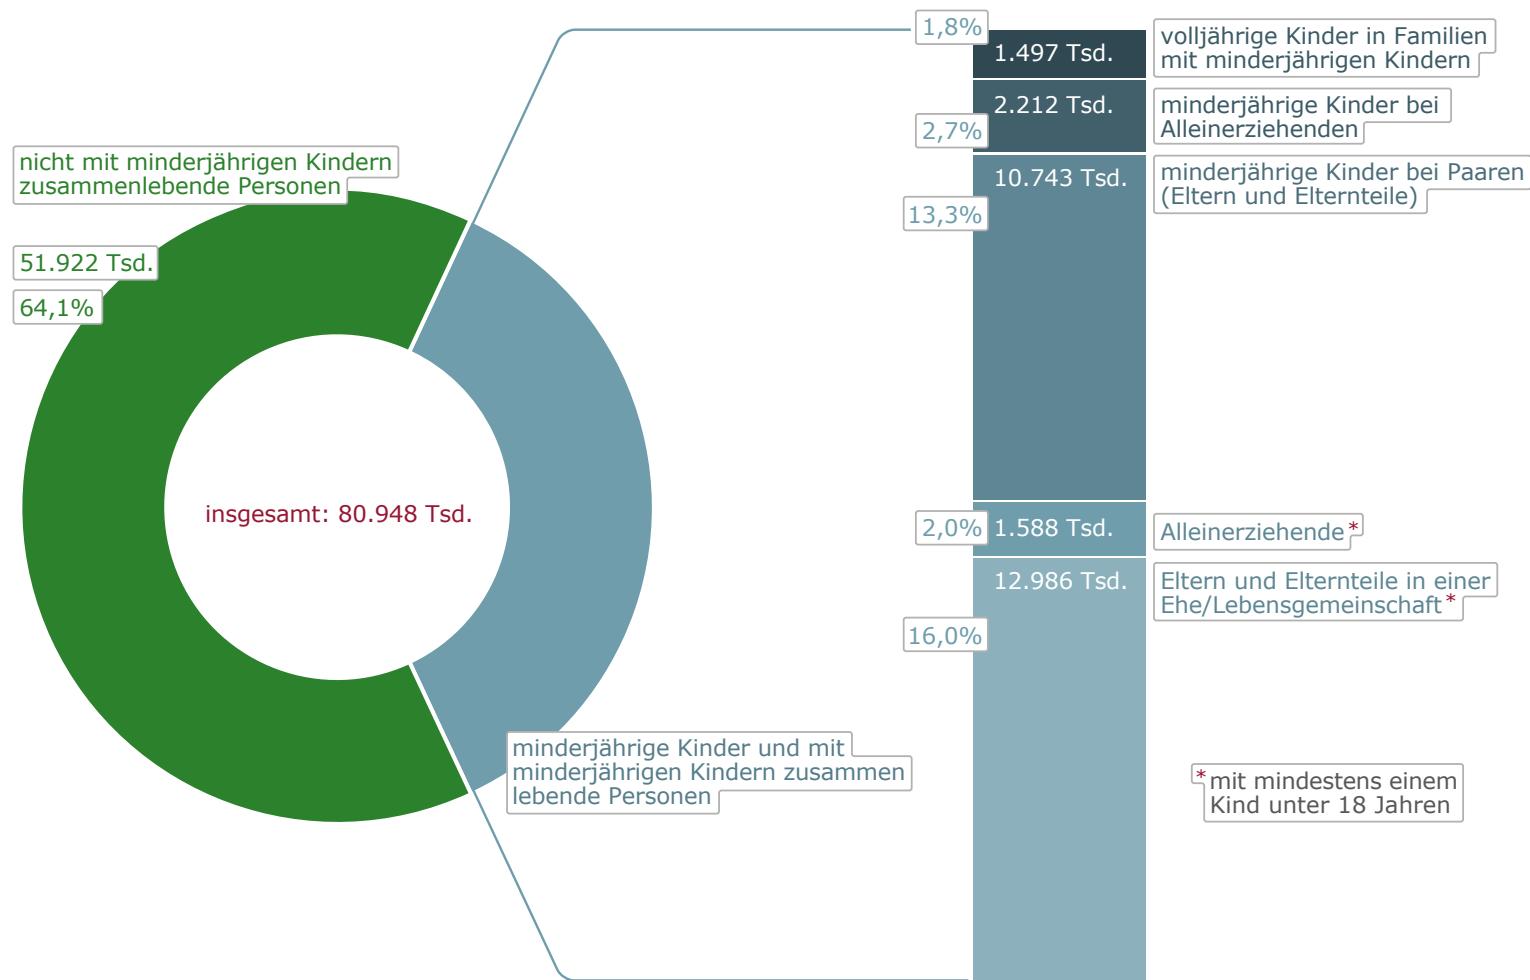 nicht mit minderjährigen Kindern
zusammenlebende Personen
51.922 Tsd.
64,1%
insgesamt: 80.948 Tsd.
minderjährige Kinder und mit
minderjährigen Kindern zusammen
lebende Personen
1,8%
1.497 Tsd.
volljährige Kinder in Familien
mit minderjährigen Kindern
2,7%
2.212 Tsd.
minderjährige Kinder bei
Alleinerziehenden
13,3%
10.743 Tsd.
minderjährige Kinder bei Paaren
(Eltern und Elternteile)
2,0%
1.588 Tsd.
Alleinerziehende*
16,0%
12.986 Tsd.
Eltern und Elternteile in einer
Ehe/Lebensgemeinschaft*
*mit mindestens einem
Kind unter 18 Jahren